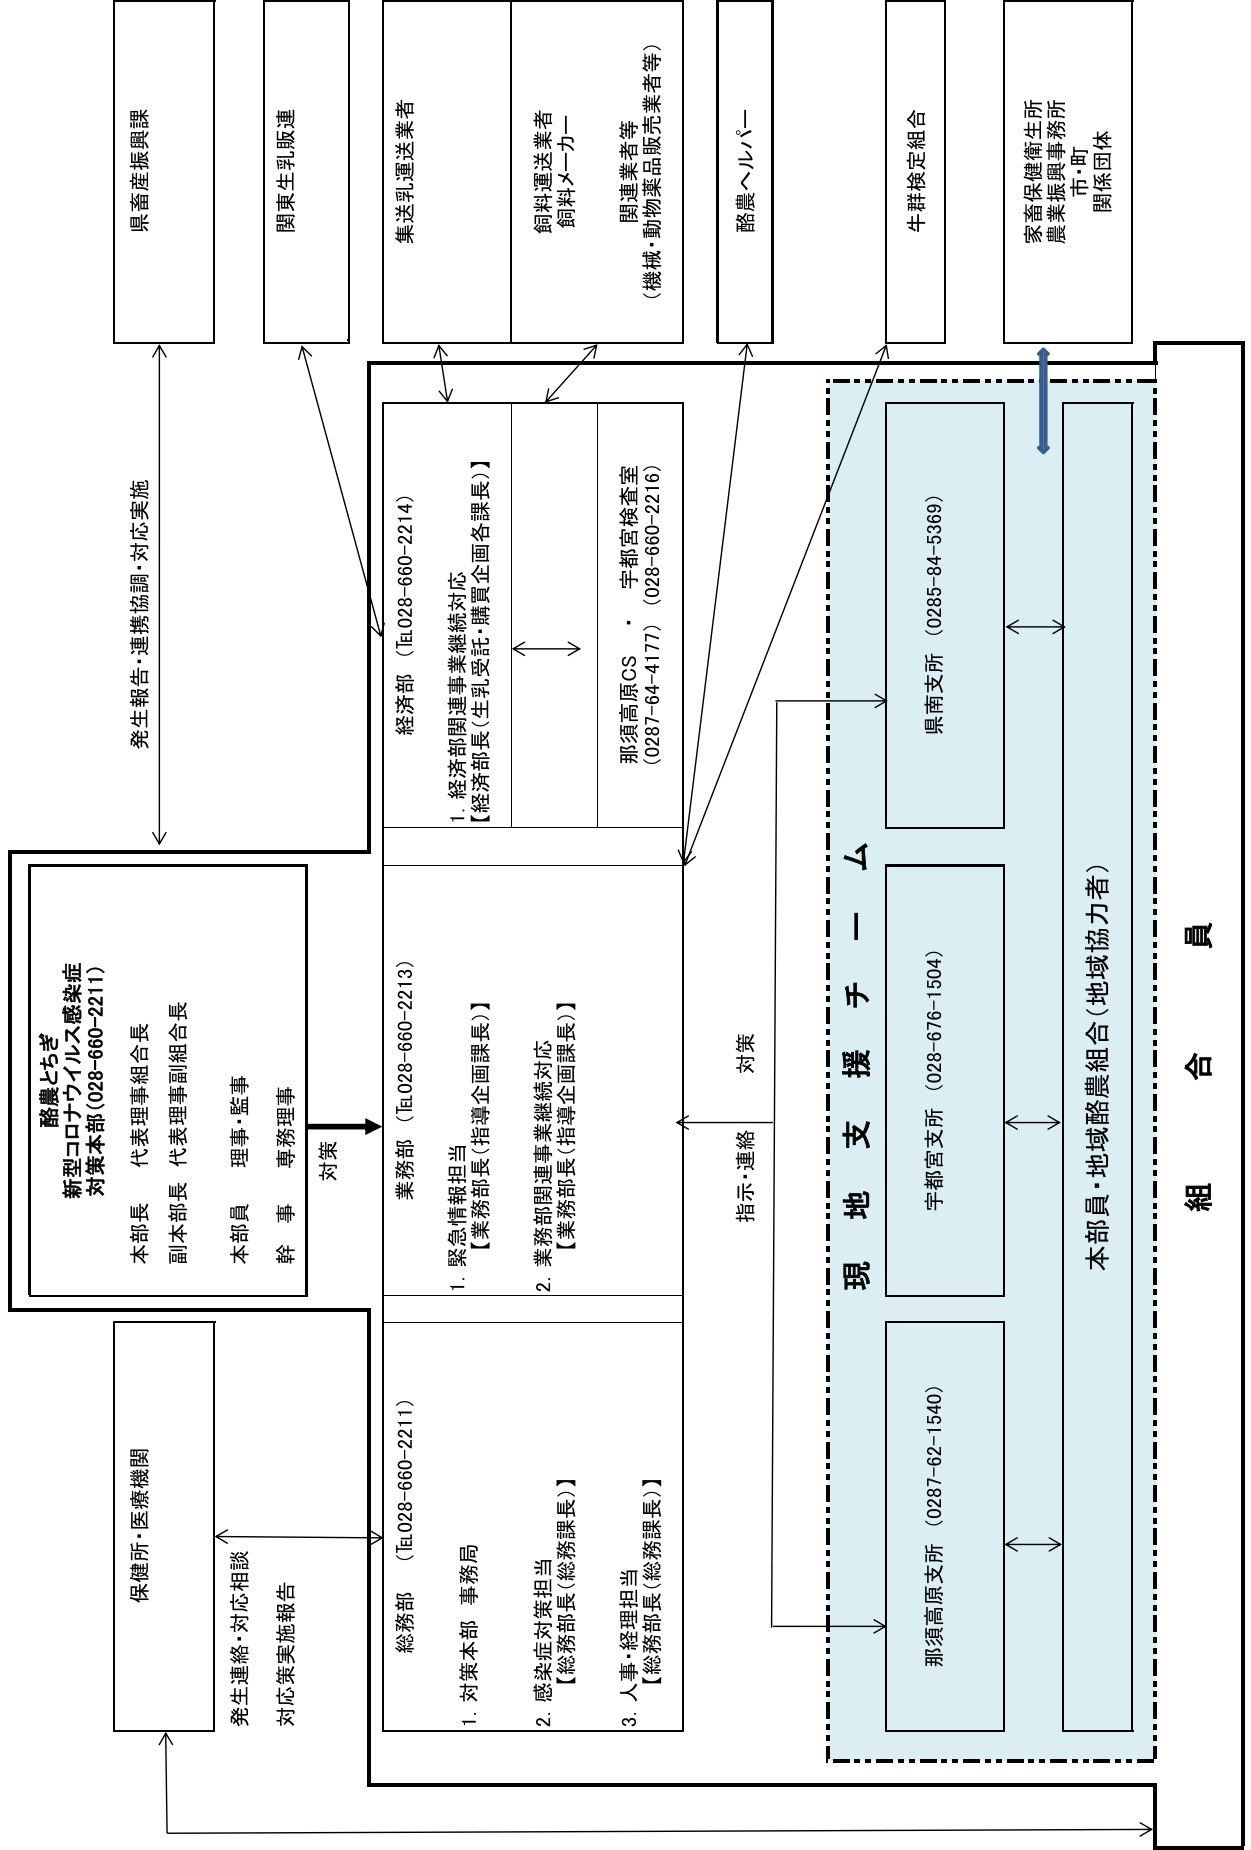 酪農とちぎ
新型コロナウイルス感染症
対策本部(028-660-2211)
本部長　代表理事組合長
副本部長　代表理事副組合長
本部員　理事・監事
幹　事　専務理事
対策
保健所・医療機関
発生連絡・対応相談
対応策実施報告
発生報告・連携協調・対応実施
県畜産振興課
関東生乳販連
総務部　（℡028-660-2211）
1. 対策本部　事務局
2. 感染症対策担当
【総務部長(総務課長)】
3. 人事・経理担当
【総務部長(総務課長)】
業務部　（℡028-660-2213）
1. 緊急情報担当
【業務部長(指導企画課長)】
2. 業務部関連事業継続対応
【業務部長(指導企画課長)】
経済部　（℡028-660-2214）
1. 経済部関連事業継続対応
【経済部長(生乳受託・購買企画各課長)】
那須高原CS　・　宇都宮検査室
(0287-64-4177)　(028-660-2216)
集送乳運送業者
飼料運送業者
飼料メーカー
関連業者等
（機械・動物薬品販売業者等）
酪農ヘルパー
牛群検定組合
家畜保健衛生所
農業振興事務所
市・町
関係団体
指示・連絡　　対策
現　地　支　援　チ　ー　ム
那須高原支所　（0287-62-1540）
宇都宮支所　（028-676-1504）
県南支所　（0285-84-5369）
本部員・地域酪農組合（地域協力者）
組　合　員